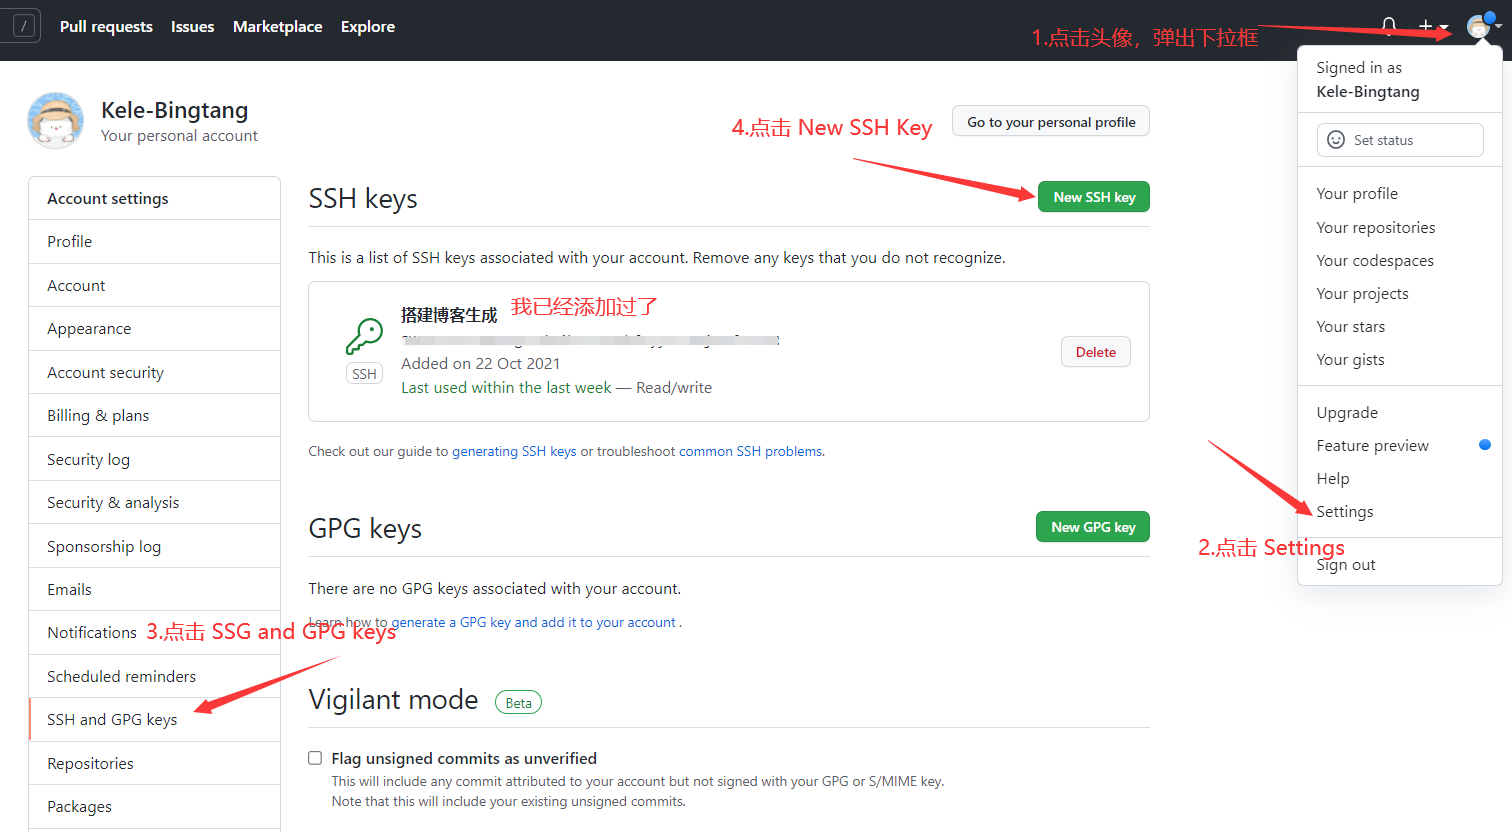 /
Pull requests
Issues
Marketplace
Explore
1.点击头像，弹出下拉框
Kele-Bingtang
Your personal account
4.点击 New SSH Key
Go to your personal profile
Account settings
Profile
Account
Appearance
Account security
Billing & plans
Security log
Security & analysis
Sponsorship log
Emails
Notifications
3.点击 SSG and GPG keys
Scheduled reminders
SSH and GPG keys
Repositories
Packages
SSH keys
New SSH key
This is a list of SSH keys associated with your account. Remove any keys that you do not recognize.
搭建博客生成
我已经添加过了
SSH
Added on 22 Oct 2021
Last used within the last week — Read/write
Delete
Check out our guide to generating SSH keys or troubleshoot common SSH problems.
GPG keys
New GPG key
There are no GPG keys associated with your account.
Learn how to generate a GPG key and add it to your account .
Vigilant mode
Beta
Flag unsigned commits as unverified
This will include any commit attributed to your account but not signed with your GPG or S/MIME key.
Note that this will include your existing unsigned commits.
Signed in as
Kele-Bingtang
Set status
Your profile
Your repositories
Your codespaces
Your projects
Your stars
Your gists
Upgrade
Feature preview
Help
Settings
2.点击 Settings
Sign out